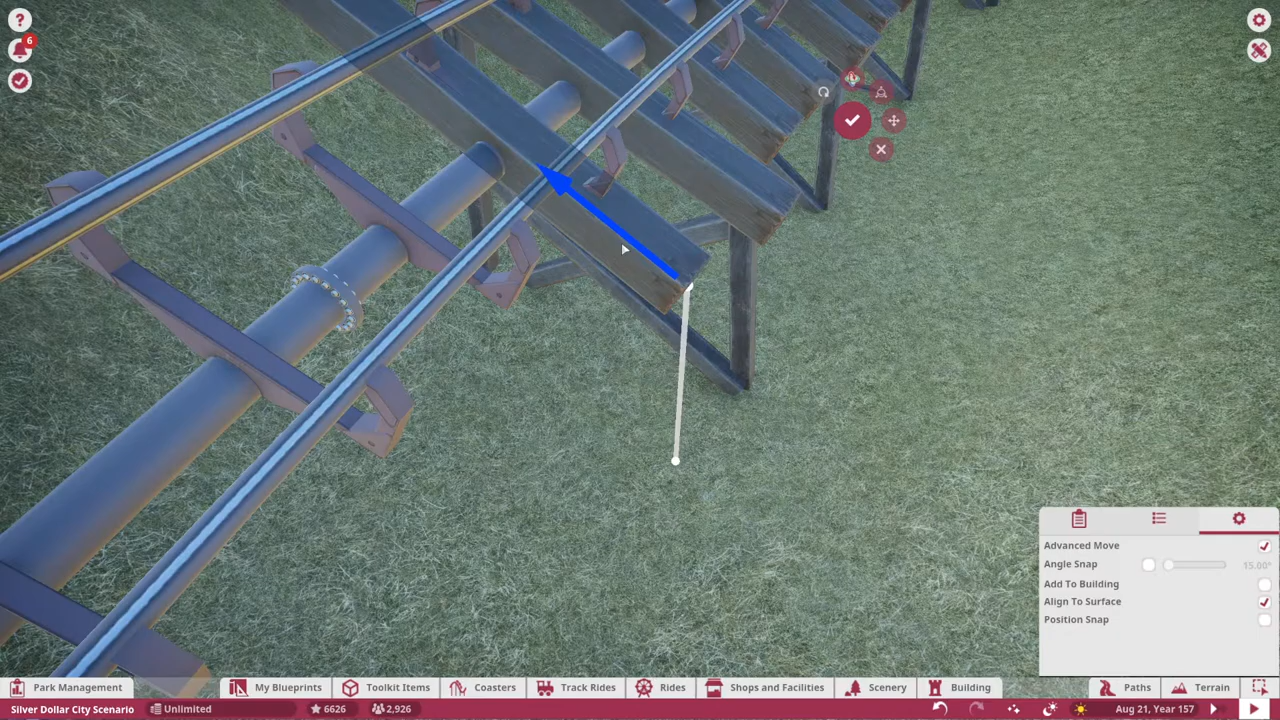 ?
6
Advanced Move
Angle Snap 15.00°
Add To Building
Align To Surface
Position Snap
Park Management
My Blueprints
Toolkit Items
Coasters
Track Rides
Rides
Shops and Facilities
Scenery
Building
Paths
Terrain
Silver Dollar City Scenario
Unlimited
6626
2,926
Aug 21, Year 157